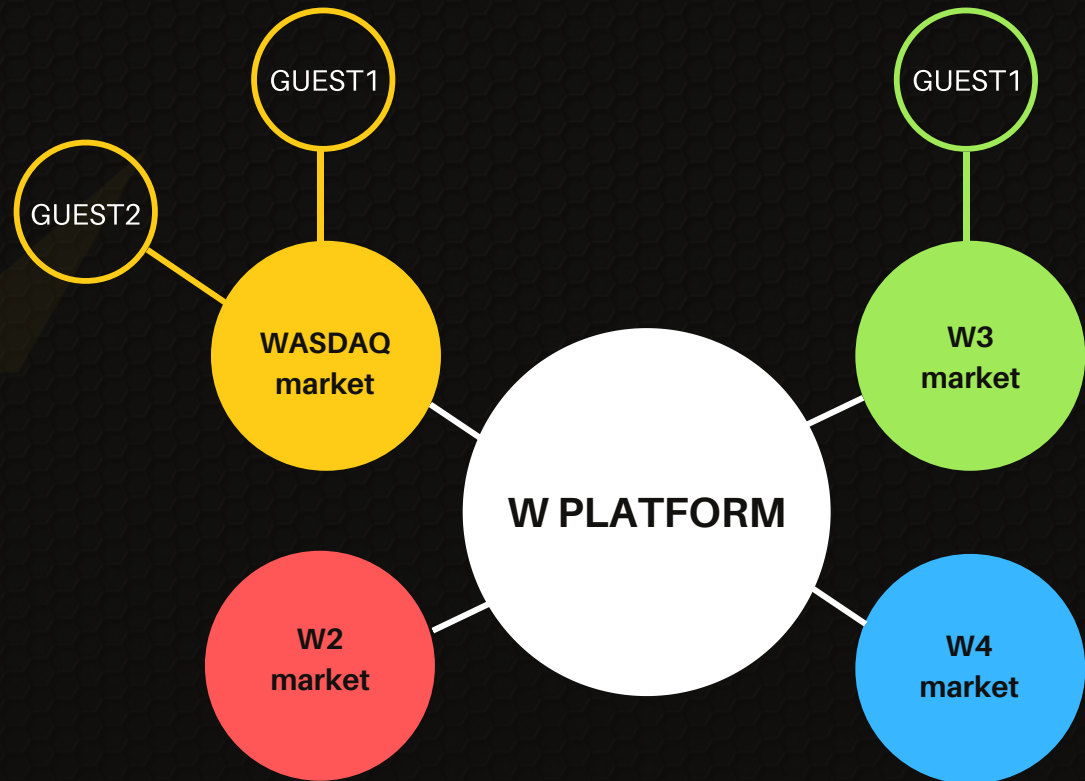 GUEST1
GUEST1
GUEST2
WASDAQ
market
W3
market
W PLATFORM
W2
market
W4
market